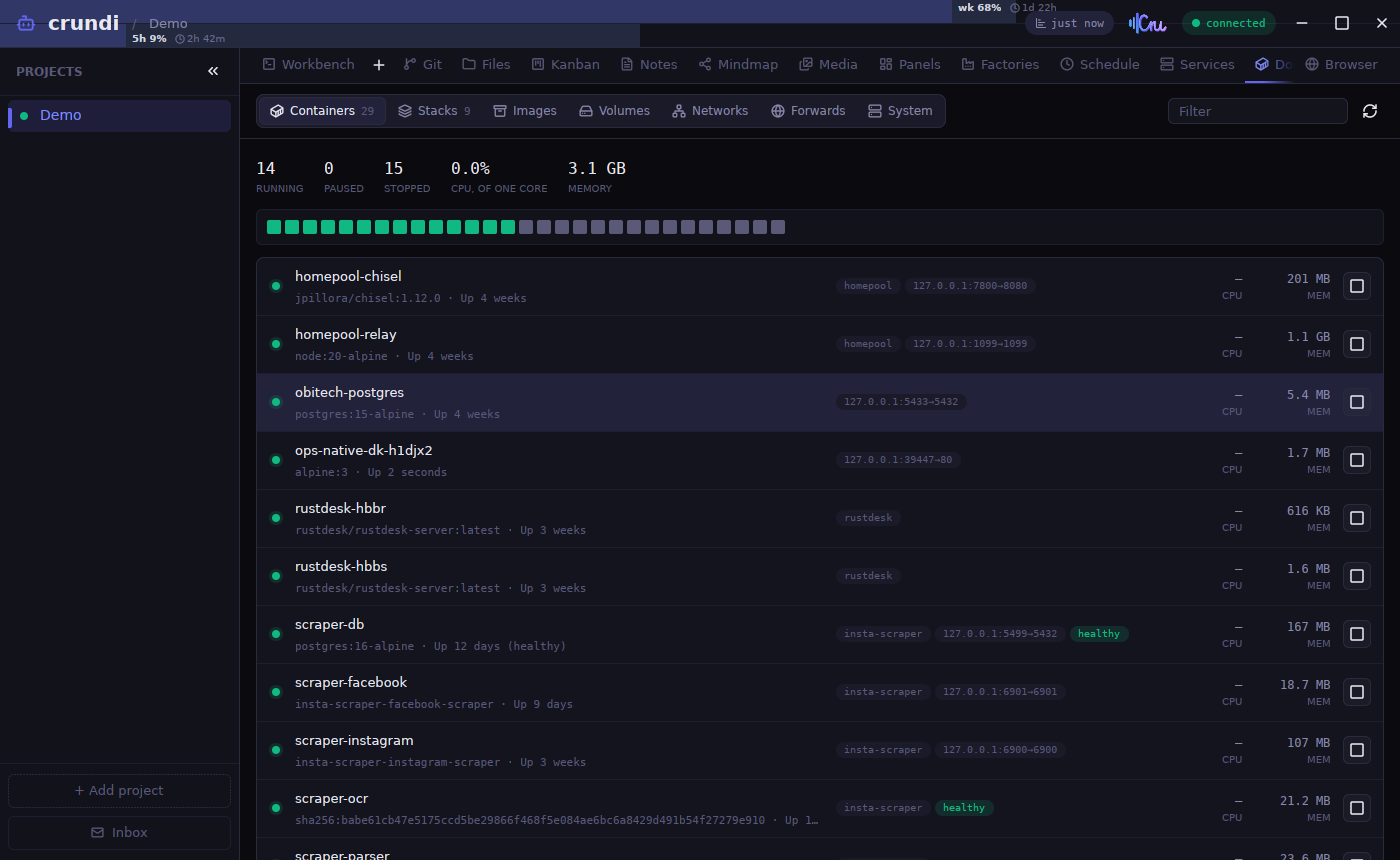 crundi / Demo
wk 68% 1d 22h
5h 9% 2h 42m
just now
connected
PROJECTS
Demo
+ Add project
Inbox
Workbench + Git Files Kanban Notes Mindmap Media Panels Factories Schedule Services Do Browser
Containers 29 Stacks 9 Images Volumes Networks Forwards System
Filter
14 0 15 0.0% 3.1 GB
RUNNING PAUSED STOPPED CPU, OF ONE CORE MEMORY
homepool-chisel
jpillora/chisel:1.12.0 · Up 4 weeks
homepool 127.0.0.1:7800→8080
– 201 MB
CPU MEM
homepool-relay
node:20-alpine · Up 4 weeks
homepool 127.0.0.1:1099→1099
– 1.1 GB
CPU MEM
obitech-postgres
postgres:15-alpine · Up 4 weeks
127.0.0.1:5433→5432
– 5.4 MB
CPU MEM
ops-native-dk-h1djx2
alpine:3 · Up 2 seconds
127.0.0.1:39447→80
– 1.7 MB
CPU MEM
rustdesk-hbbr
rustdesk/rustdesk-server:latest · Up 3 weeks
rustdesk
– 616 KB
CPU MEM
rustdesk-hbbs
rustdesk/rustdesk-server:latest · Up 3 weeks
rustdesk
– 1.6 MB
CPU MEM
scraper-db
postgres:16-alpine · Up 12 days (healthy)
insta-scraper 127.0.0.1:5499→5432 healthy
– 167 MB
CPU MEM
scraper-facebook
insta-scraper-facebook-scraper · Up 9 days
insta-scraper 127.0.0.1:6901→6901
– 18.7 MB
CPU MEM
scraper-instagram
insta-scraper-instagram-scraper · Up 3 weeks
insta-scraper 127.0.0.1:6900→6900
– 107 MB
CPU MEM
scraper-ocr
sha256:babe61cb47e5175ccd5be29866f468f5e084ae6bc6a8429d491b54f27279e910 · Up 1…
insta-scraper healthy
– 21.2 MB
CPU MEM
scraper-parser
23.6 MB